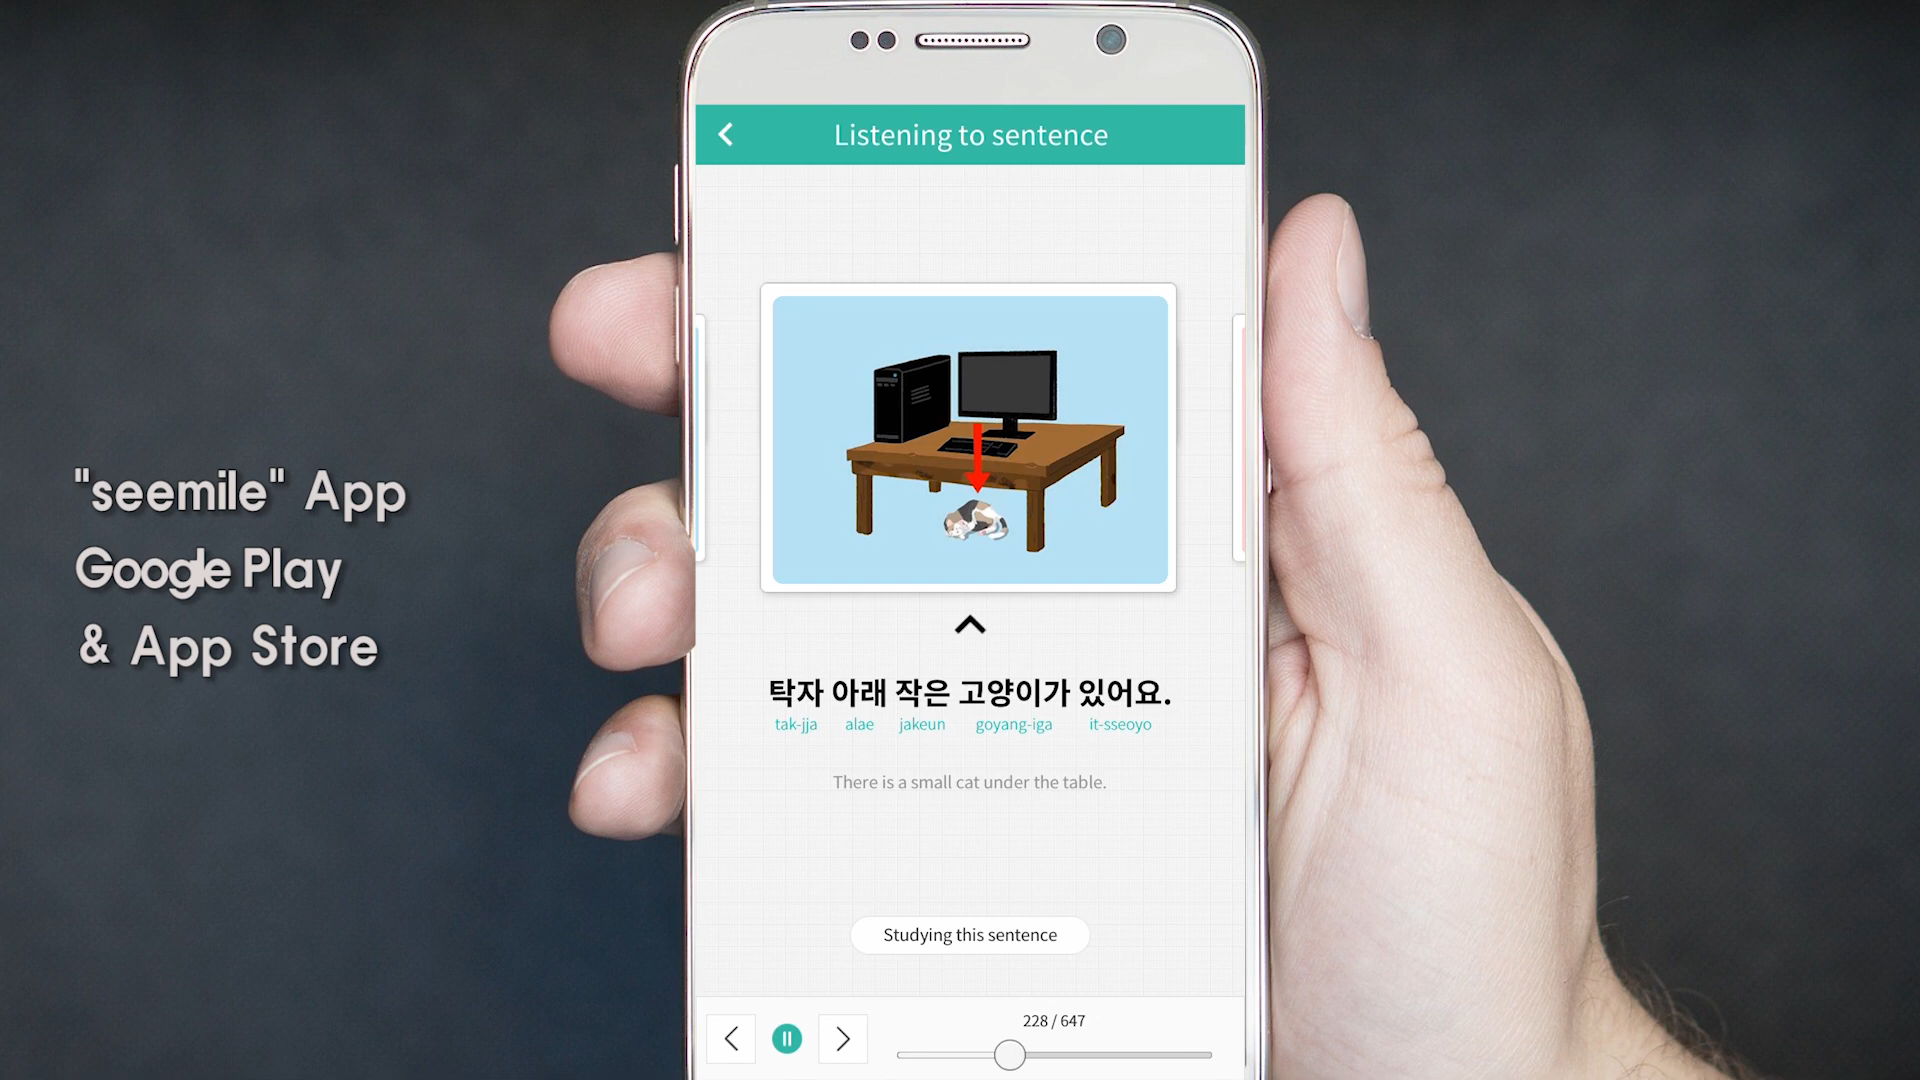 "seemile" App
Google Play
& App Store
Listening to sentence
탁자 아래 작은 고양이가 있어요.
tak-jja alae jakeun goyang-iga it-sseoyo
There is a small cat under the table.
Studying this sentence
228 / 647